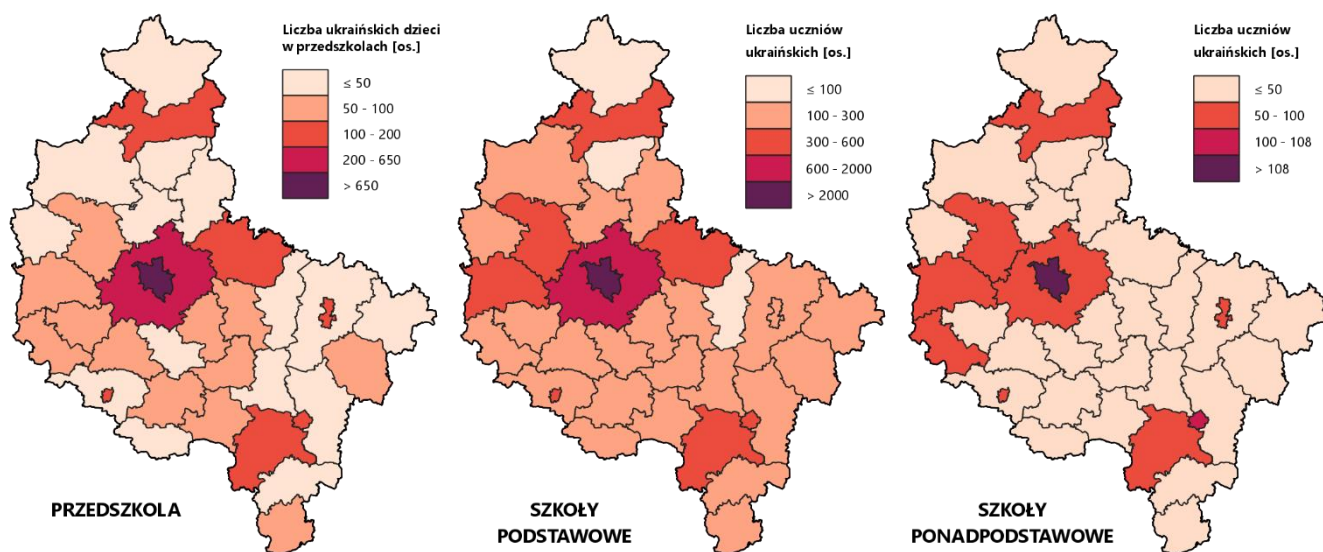 Liczba ukraińskich dzieci
w przedszkolach [os.]
≤ 50
50 - 100
100 - 200
200 - 650
> 650
PRZEDSZKOLA
Liczba uczniów
ukraińskich [os.]
≤ 100
100 - 300
300 - 600
600 - 2000
> 2000
SZKOŁY
PODSTAWOWE
Liczba uczniów
ukraińskich [os.]
≤ 50
50 - 100
100 - 108
> 108
SZKOŁY
PONADPODSTAWOWE